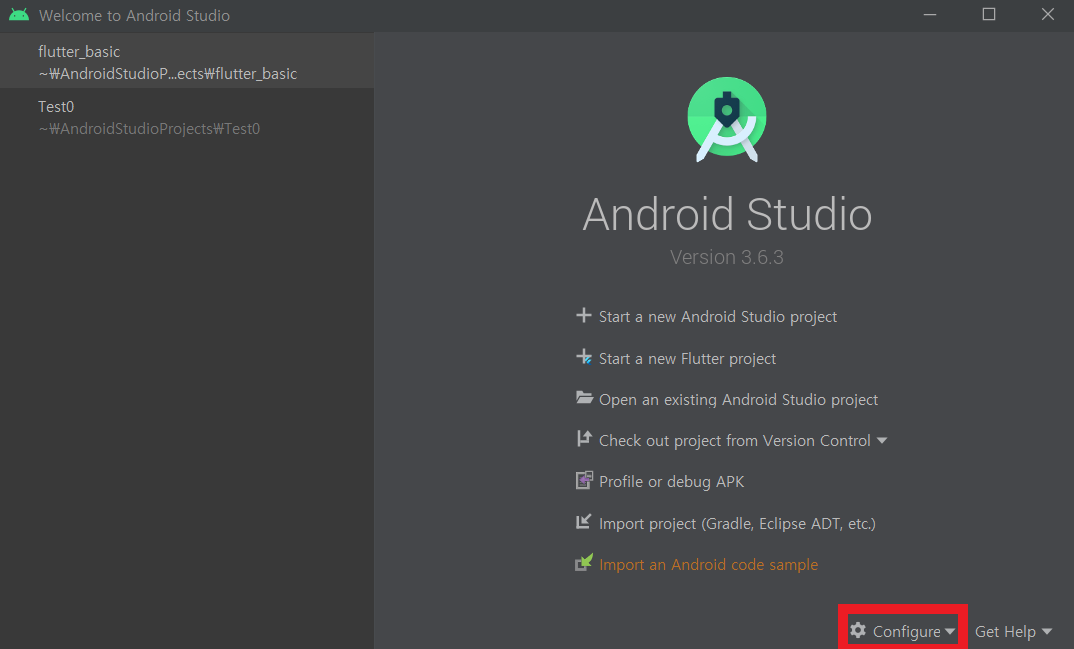 Welcome to Android Studio
flutter_basic
~₩AndroidStudioP...ects₩flutter_basic
Test0
~₩AndroidStudioProjects₩Test0
Android Studio
Version 3.6.3
Start a new Android Studio project
Start a new Flutter project
Open an existing Android Studio project
Check out project from Version Control
Profile or debug APK
Import project (Gradle, Eclipse ADT, etc.)
Import an Android code sample
Configure Get Help